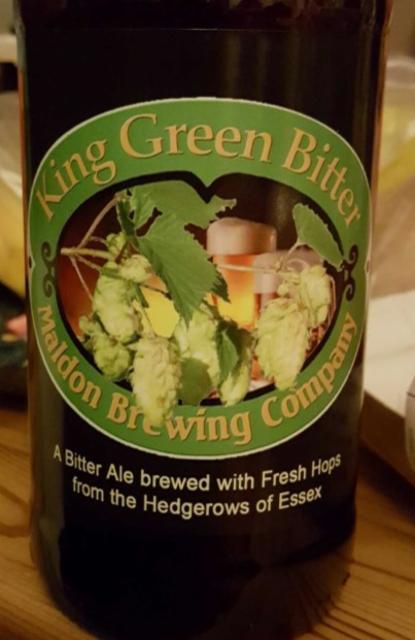 King Green Bitter
Maldon Brewing Company
A Bitter Ale brewed with Fresh Hops
from the Hedgerows of Essex